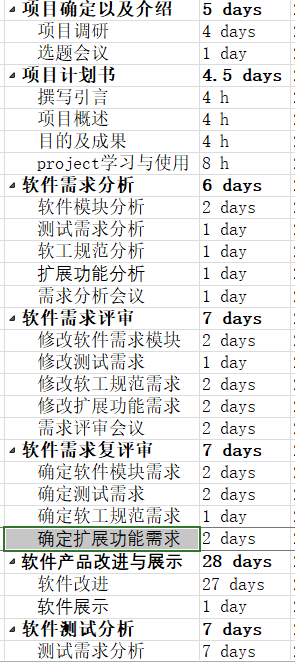 项目确定以及介绍 5 days
项目调研 4 days
选题会议 1 day
项目计划书 4.5 days
撰写引言 4 h
项目概述 4 h
目的及成果 4 h
project学习与使用 8 h
软件需求分析 6 days
软件模块分析 2 days
测试需求分析 1 day
软工规范分析 1 day
扩展功能分析 1 day
需求分析会议 1 day
软件需求评审 7 days
修改软件需求模块 2 days
修改测试需求 1 day
修改软工规范需求 2 days
修改扩展功能需求 2 days
需求评审会议 2 days
软件需求复评审 7 days
确定软件模块需求 2 days
确定测试需求 2 days
确定软工规范需求 1 day
确定扩展功能需求 2 days
软件产品改进与展示 28 days
软件改进 27 days
软件展示 1 day
软件测试分析 7 days
测试需求分析 7 days